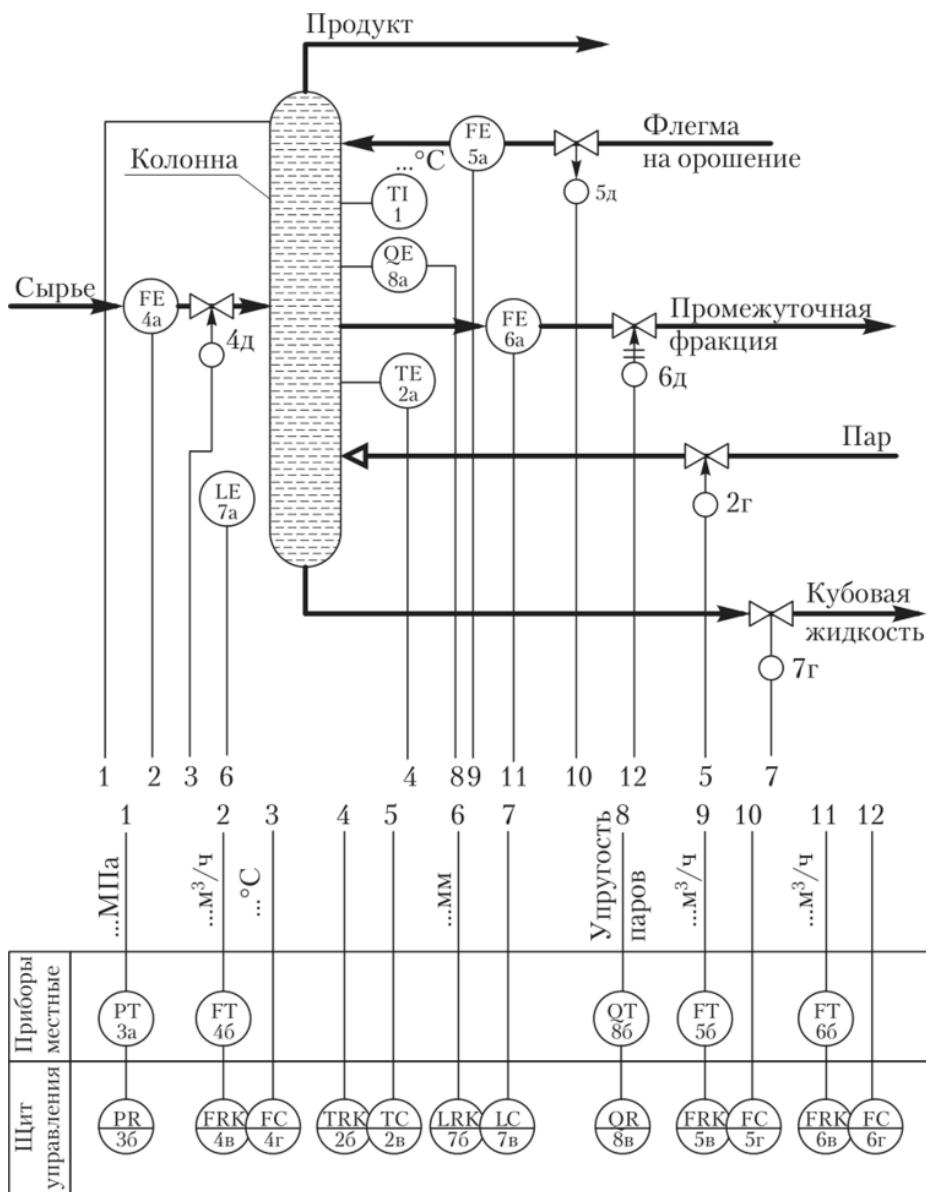 Продукт
Флегма
на орошение
FE
5а
...°C
Колонна
TI
1
5д
QE
8а
Сырье
FE
4а
4д
FE
6а
Промежуточная
фракция
6д
TE
2а
Пар
LE
7а
2г
Кубовая
жидкость
7г
1 2 3 6 4 8 9 11 10 12 5 7
1 2 3 4 5 6 7 8 9 10 11 12
...МПа
...м³/ч
...°C
...мм
Упругость
паров
...м³/ч
...м³/ч
Приборы
местные
PT
3а
FT
4б
QT
8б
FT
5б
FT
6б
Щит
управления
PR
3б
FRK
4в
FC
4г
TRK
2б
TC
2в
LRK
7б
LC
7в
QR
8в
FRK
5в
FC
5г
FRK
6в
FC
6г